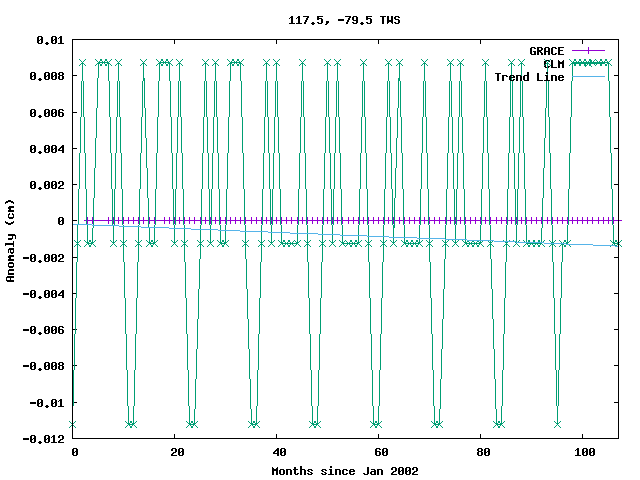 117.5, -79.5 TWS
GRACE
CLM
Trend Line
0.01
0.008
0.006
0.004
0.002
0
-0.002
-0.004
-0.006
-0.008
-0.01
-0.012
Anomaly (cm)
0 20 40 60 80 100
Months since Jan 2002